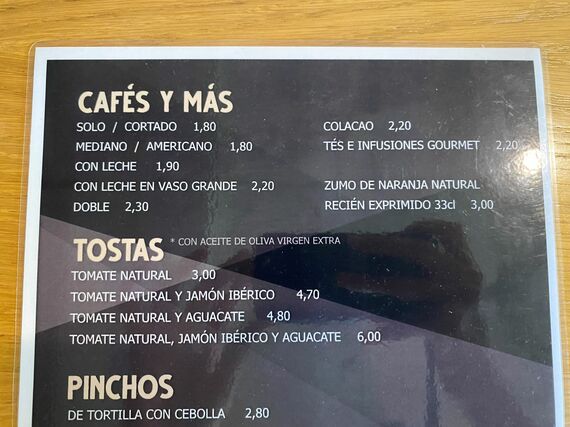 CAFÉS Y MÁS
SOLO / CORTADO 1,80
MEDIANO / AMERICANO 1,80
CON LECHE 1,90
CON LECHE EN VASO GRANDE 2,20
DOBLE 2,30
COLACAO 2,20
TÉS E INFUSIONES GOURMET 2,20
ZUMO DE NARANJA NATURAL
RECIÉN EXPRIMIDO 33cl 3,00
TOSTAS * CON ACEITE DE OLIVA VIRGEN EXTRA
TOMATE NATURAL 3,00
TOMATE NATURAL Y JAMÓN IBÉRICO 4,70
TOMATE NATURAL Y AGUACATE 4,80
TOMATE NATURAL, JAMÓN IBÉRICO Y AGUACATE 6,00
PINCHOS
DE TORTILLA CON CEBOLLA 2,80